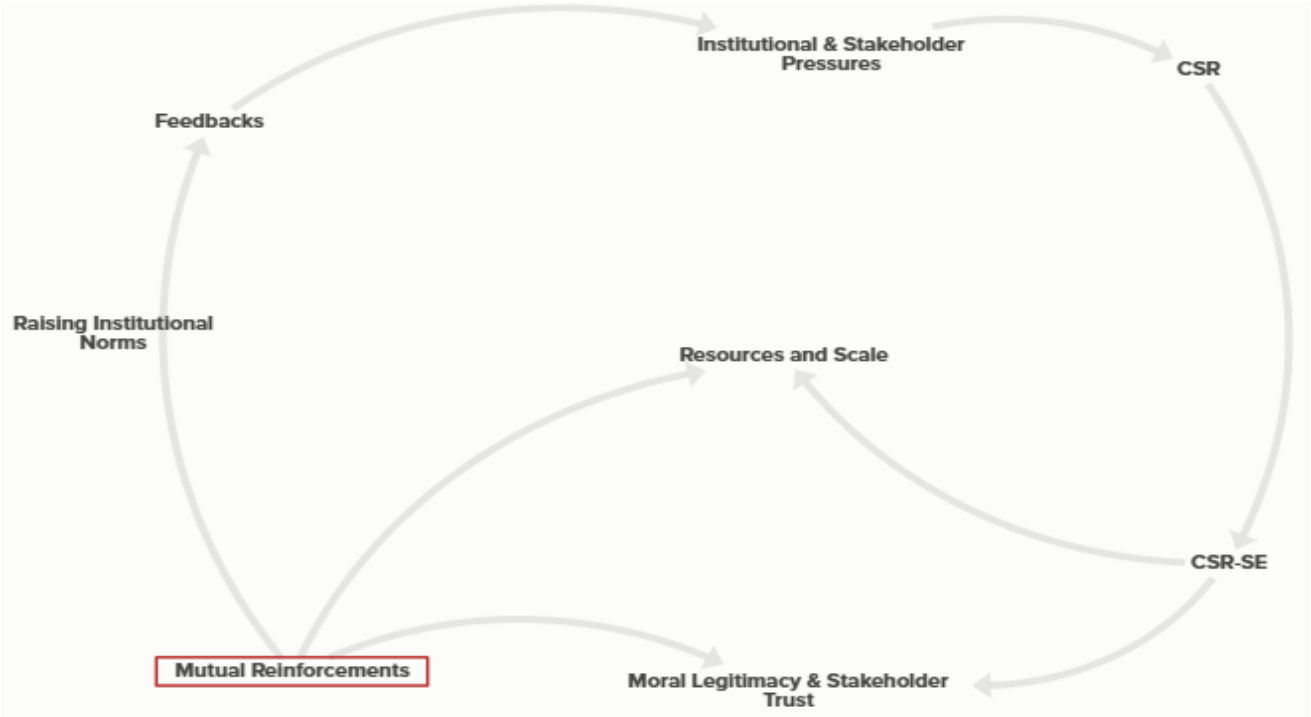 Institutional & Stakeholder
Pressures
CSR
Feedbacks
Raising Institutional
Norms
Resources and Scale
CSR-SE
Mutual Reinforcements
Moral Legitimacy & Stakeholder
Trust